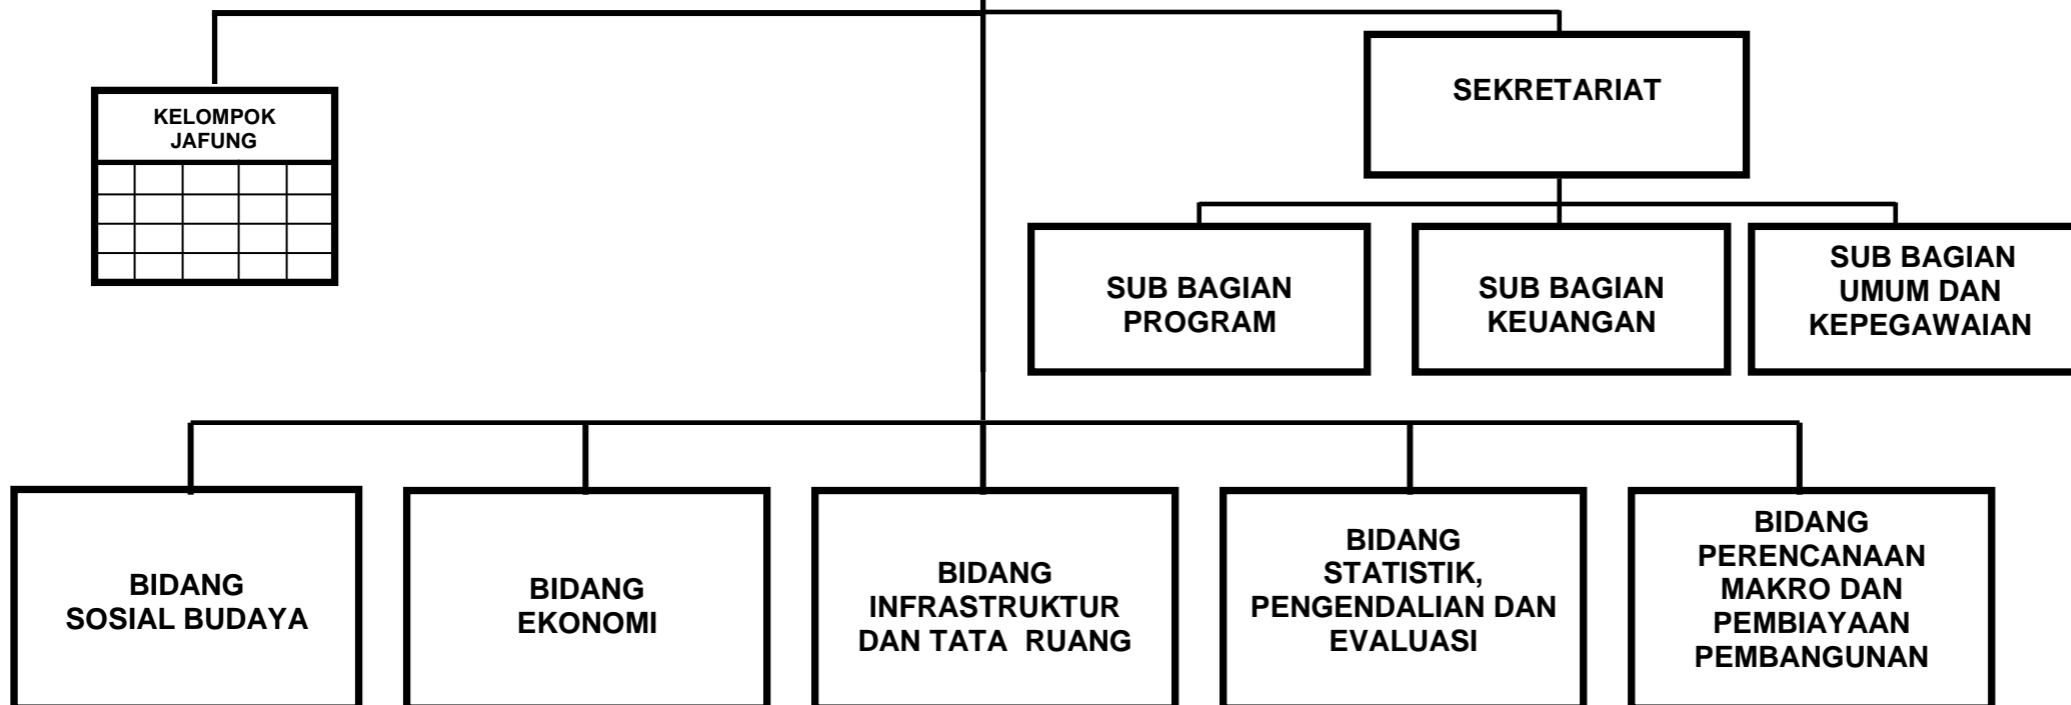 SEKRETARIAT
KELOMPOK
JAFUNG
SUB BAGIAN
PROGRAM
SUB BAGIAN
KEUANGAN
SUB BAGIAN
UMUM DAN
KEPEGAWAIAN
BIDANG
SOSIAL BUDAYA
BIDANG
EKONOMI
BIDANG
INFRASTRUKTUR
DAN TATA RUANG
BIDANG
STATISTIK,
PENGENDALIAN DAN
EVALUASI
BIDANG
PERENCANAAN
MAKRO DAN
PEMBIAYAAN
PEMBANGUNAN